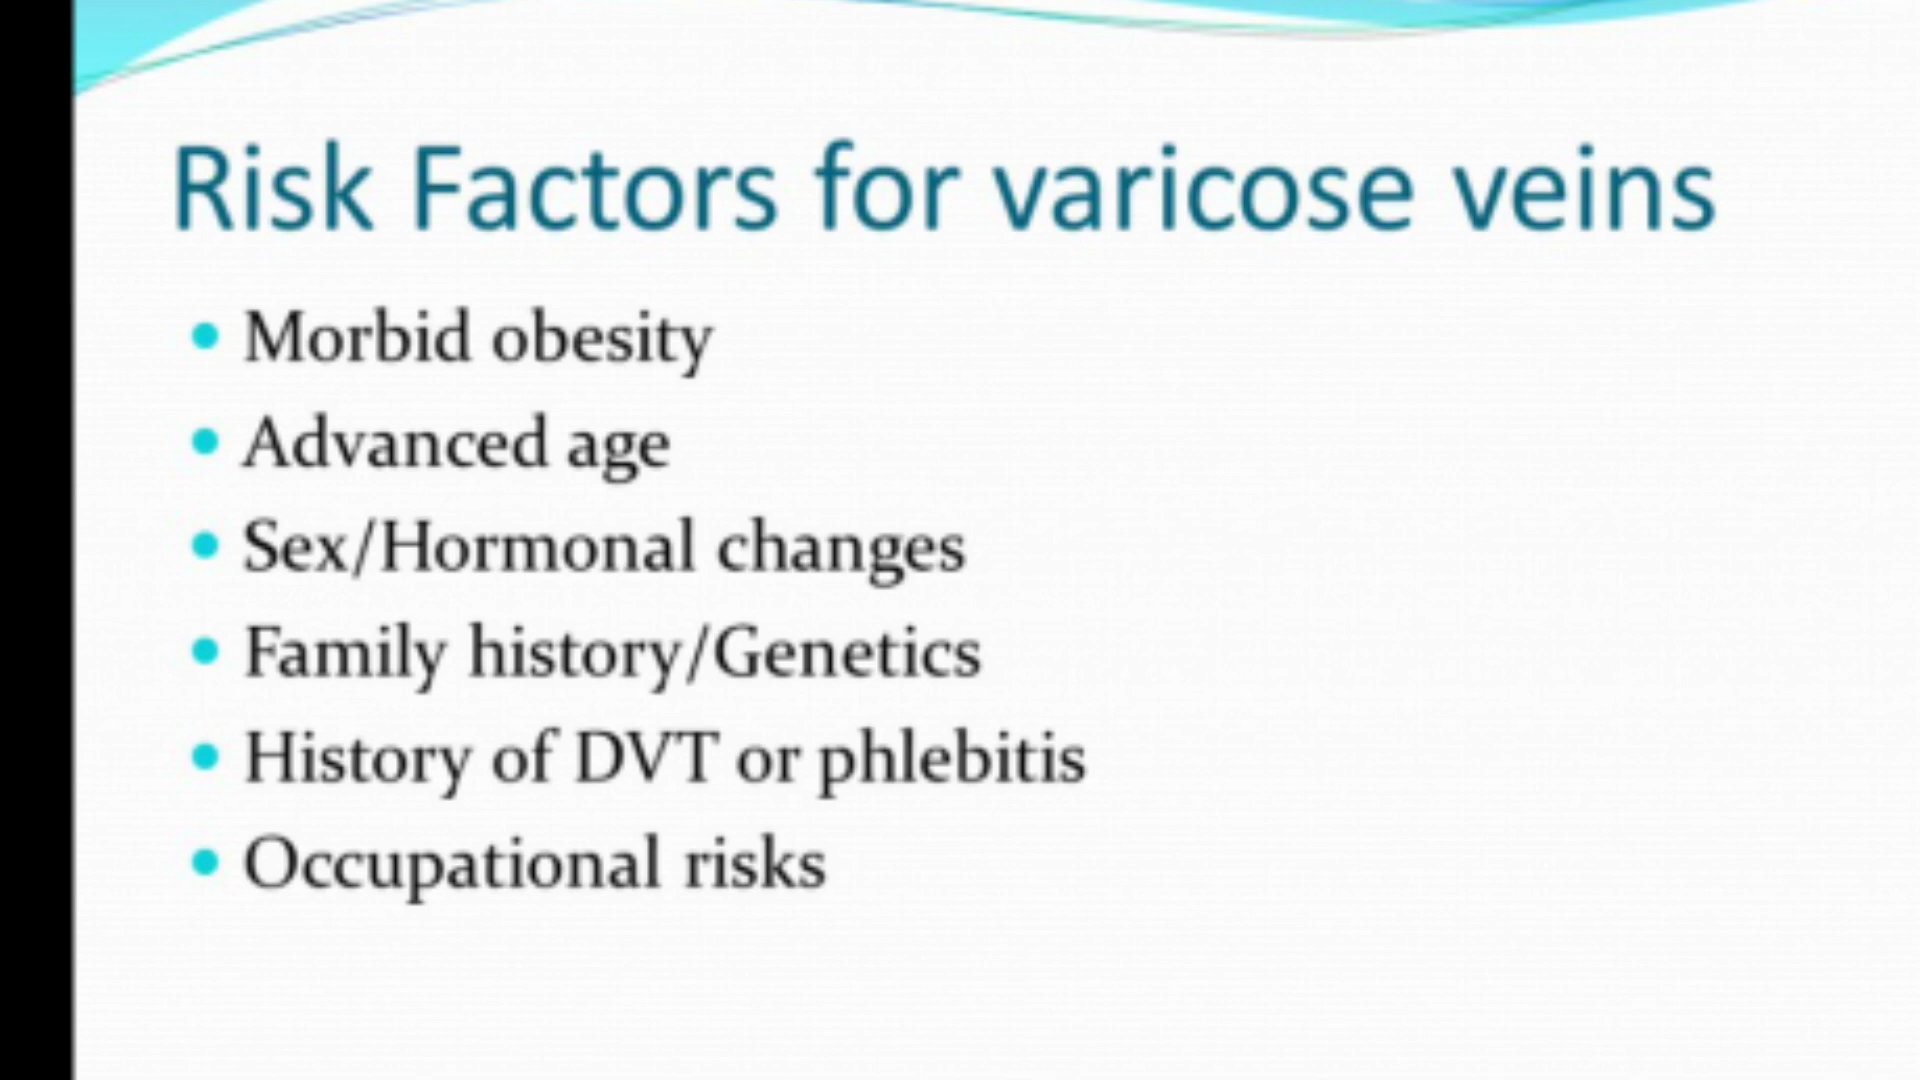 Risk Factors for varicose veins
Morbid obesity
Advanced age
Sex/Hormonal changes
Family history/Genetics
History of DVT or phlebitis
Occupational risks